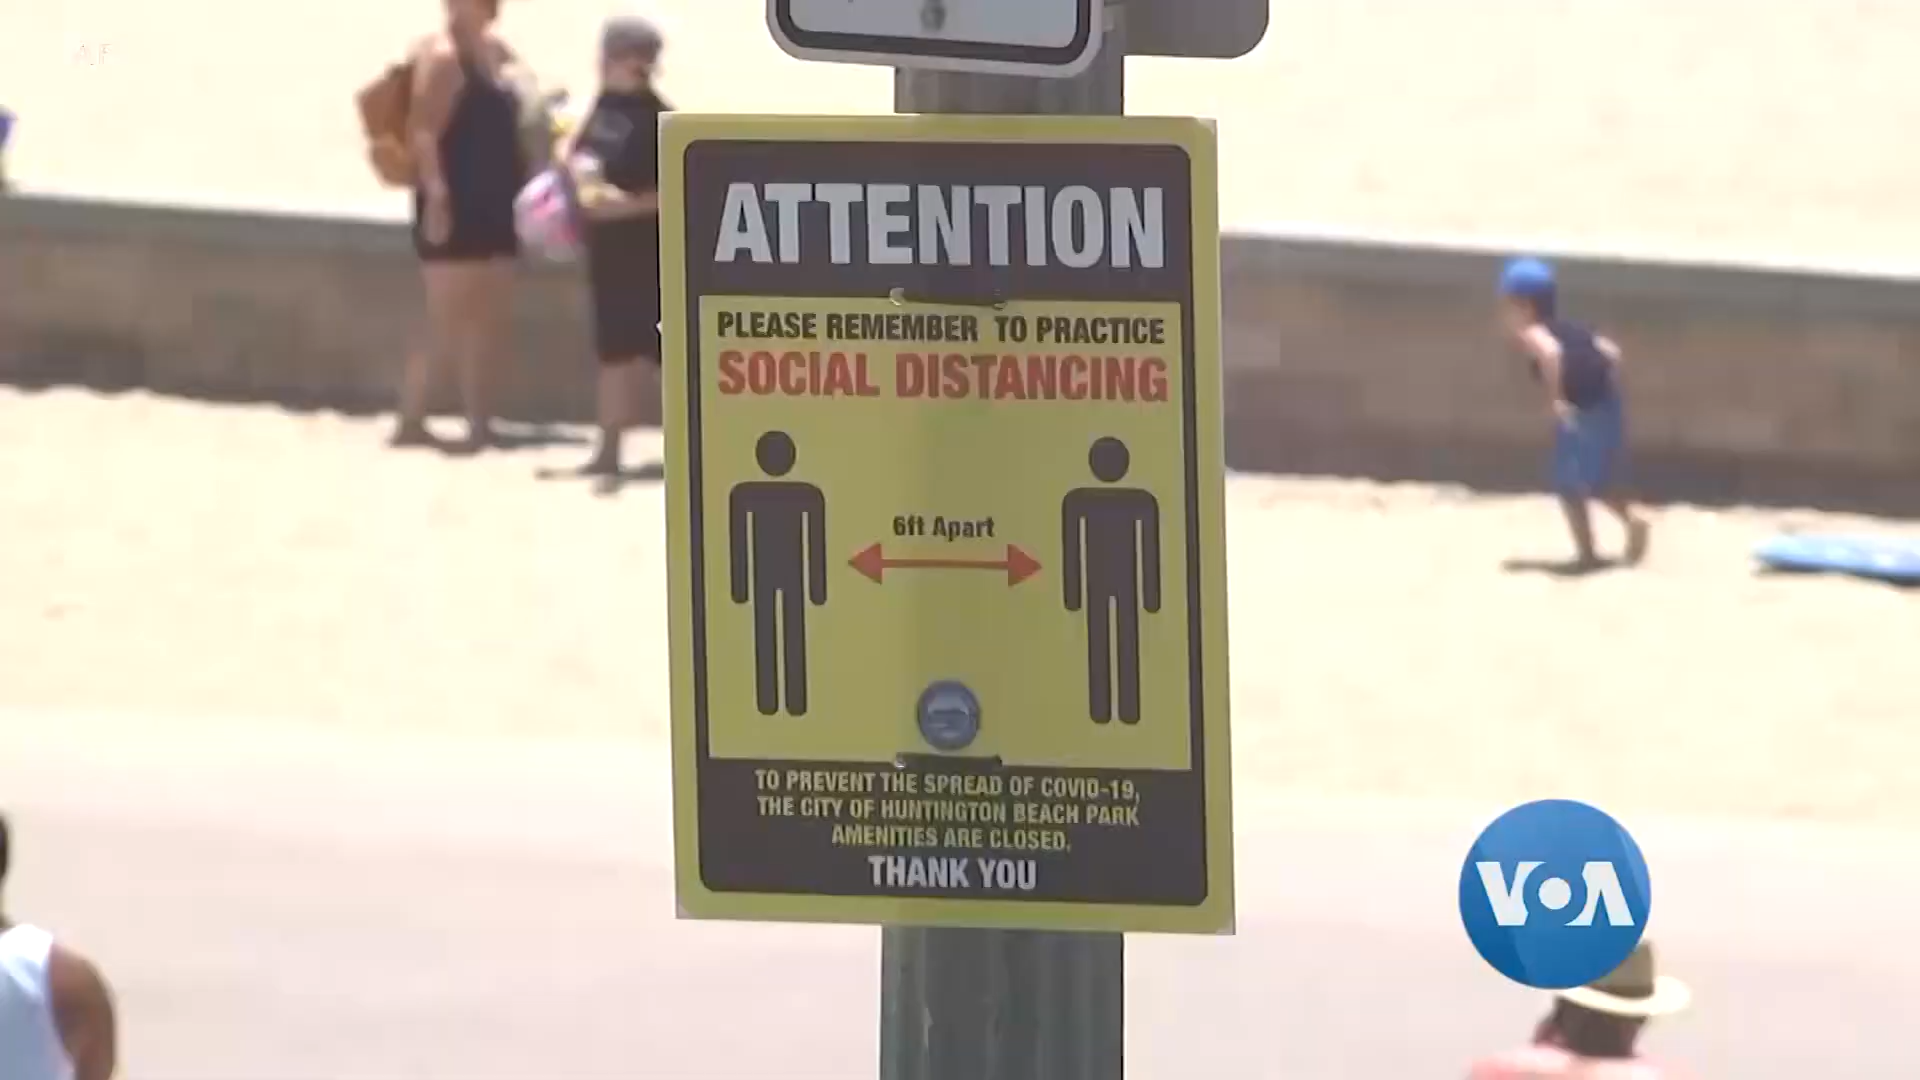 ATTENTION
PLEASE REMEMBER TO PRACTICE
SOCIAL DISTANCING
6ft Apart
TO PREVENT THE SPREAD OF COVID-19,
THE CITY OF HUNTINGTON BEACH PARK
AMENITIES ARE CLOSED.
THANK YOU
VOA